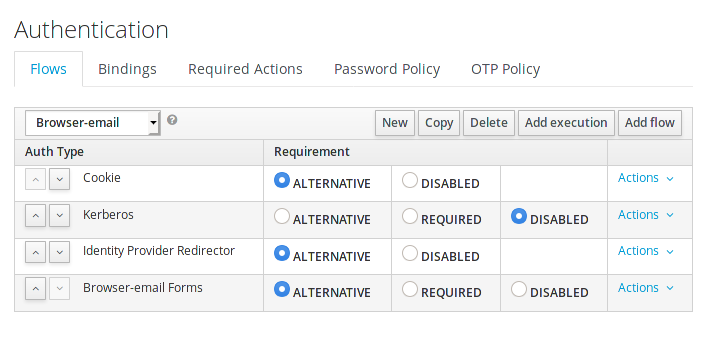 Authentication
Flows Bindings Required Actions Password Policy OTP Policy
Browser-email ? New Copy Delete Add execution Add flow
Auth Type Requirement
Cookie ALTERNATIVE DISABLED Actions
Kerberos ALTERNATIVE REQUIRED DISABLED Actions
Identity Provider Redirector ALTERNATIVE DISABLED Actions
Browser-email Forms ALTERNATIVE REQUIRED DISABLED Actions